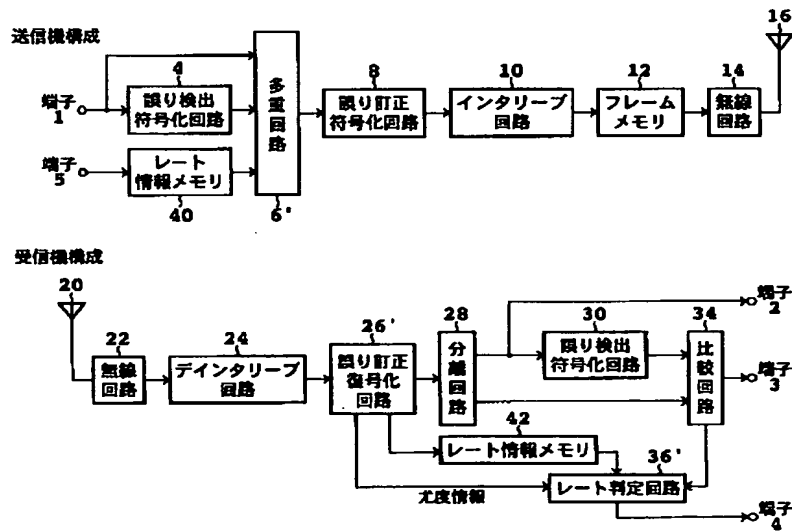 送信機構成
16
4
8
10
12
14
端子
1
誤り検出
符号化回路
多重回路
誤り訂正
符号化回路
インタリーブ
回路
フレーム
メモリ
無線
回路
端子
5
レート
情報メモリ
40
6'
受信機構成
20
22
24
26'
28
30
34
端子
2
無線
回路
デインタリーブ
回路
誤り訂正
復号化
回路
分離回路
誤り検出
符号化回路
比較回路
端子
3
42
レート情報メモリ
36'
尤度情報
レート判定回路
端子
4